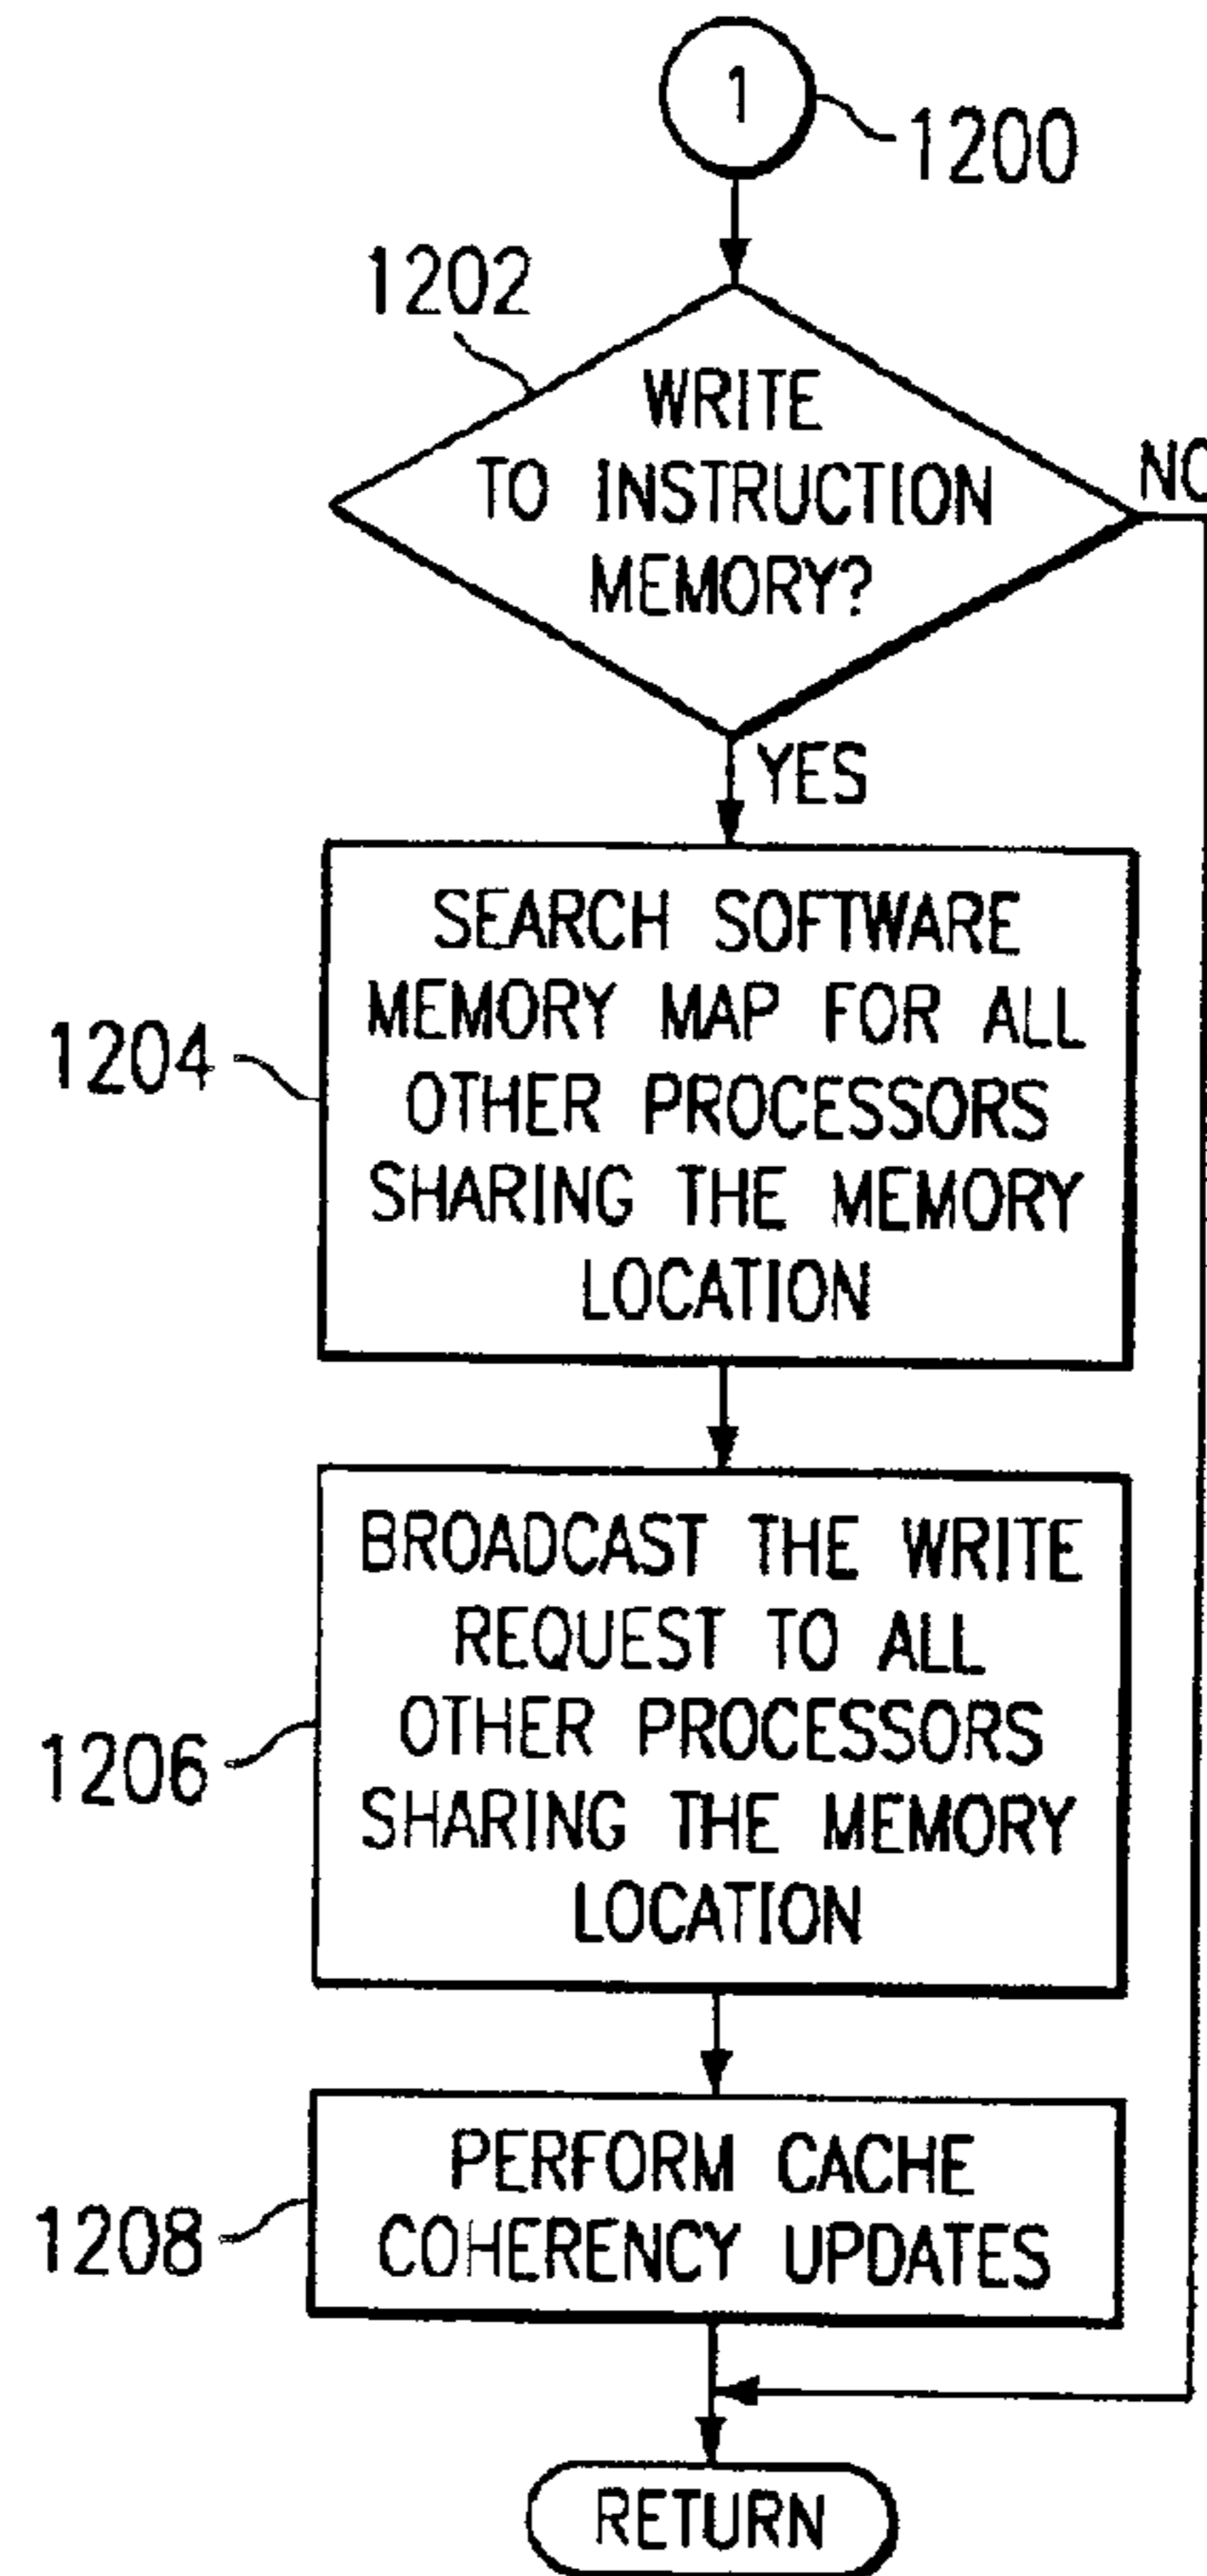 1
1200
1202
WRITE
TO INSTRUCTION
MEMORY?
NO
YES
SEARCH SOFTWARE
MEMORY MAP FOR ALL
OTHER PROCESSORS
SHARING THE MEMORY
LOCATION
1204
BROADCAST THE WRITE
REQUEST TO ALL
OTHER PROCESSORS
SHARING THE MEMORY
LOCATION
1206
PERFORM CACHE
COHERENCY UPDATES
1208
RETURN